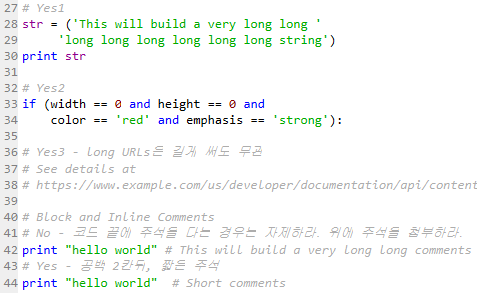 27 # Yes1
28 str = ('This will build a very long long '
29      'long long long long long long string')
30 print str
31
32 # Yes2
33 if (width == 0 and height == 0 and
34     color == 'red' and emphasis == 'strong'):
35
36 # Yes3 - long URLs은 길게 써도 무관
37 # See details at
38 # https://www.example.com/us/developer/documentation/api/content
39
40 # Block and Inline Comments
41 # No - 코드 끝에 주석을 다는 경우는 자제하라. 위에 주석을 첨부하라.
42 print "hello world" # This will build a very long long comments
43 # Yes - 공백 2칸뒤, 짧은 주석
44 print "hello world"  # Short comments